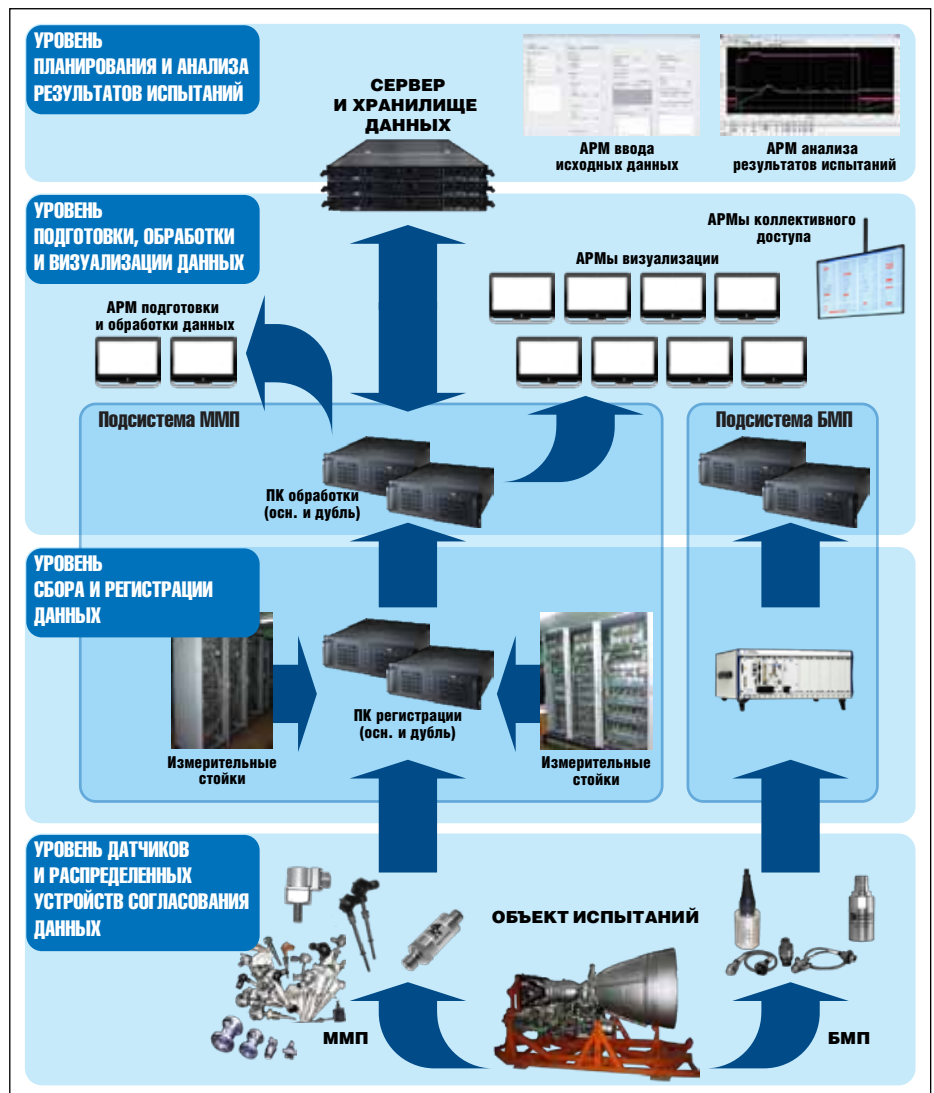 УРОВЕНЬ
ПЛАНИРОВАНИЯ И АНАЛИЗА
РЕЗУЛЬТАТОВ ИСПЫТАНИЙ
СЕРВЕР
И ХРАНИЛИЩЕ
ДАННЫХ
АРМ ввода
исходных данных
АРМ анализа
результатов испытаний
УРОВЕНЬ
ПОДГОТОВКИ, ОБРАБОТКИ
И ВИЗУАЛИЗАЦИИ ДАННЫХ
АРМы коллективного
доступа
АРМы визуализации
АРМ подготовки
и обработки данных
Подсистема ММП
Подсистема БМП
ПК обработки
(осн. и дубль)
УРОВЕНЬ
СБОРА И РЕГИСТРАЦИИ
ДАННЫХ
ПК регистрации
(осн. и дубль)
Измерительные
стойки
Измерительные
стойки
УРОВЕНЬ ДАТЧИКОВ
И РАСПРЕДЕЛЕННЫХ
УСТРОЙСТВ СОГЛАСОВАНИЯ
ДАННЫХ
ОБЪЕКТ ИСПЫТАНИЙ
ММП
БМП